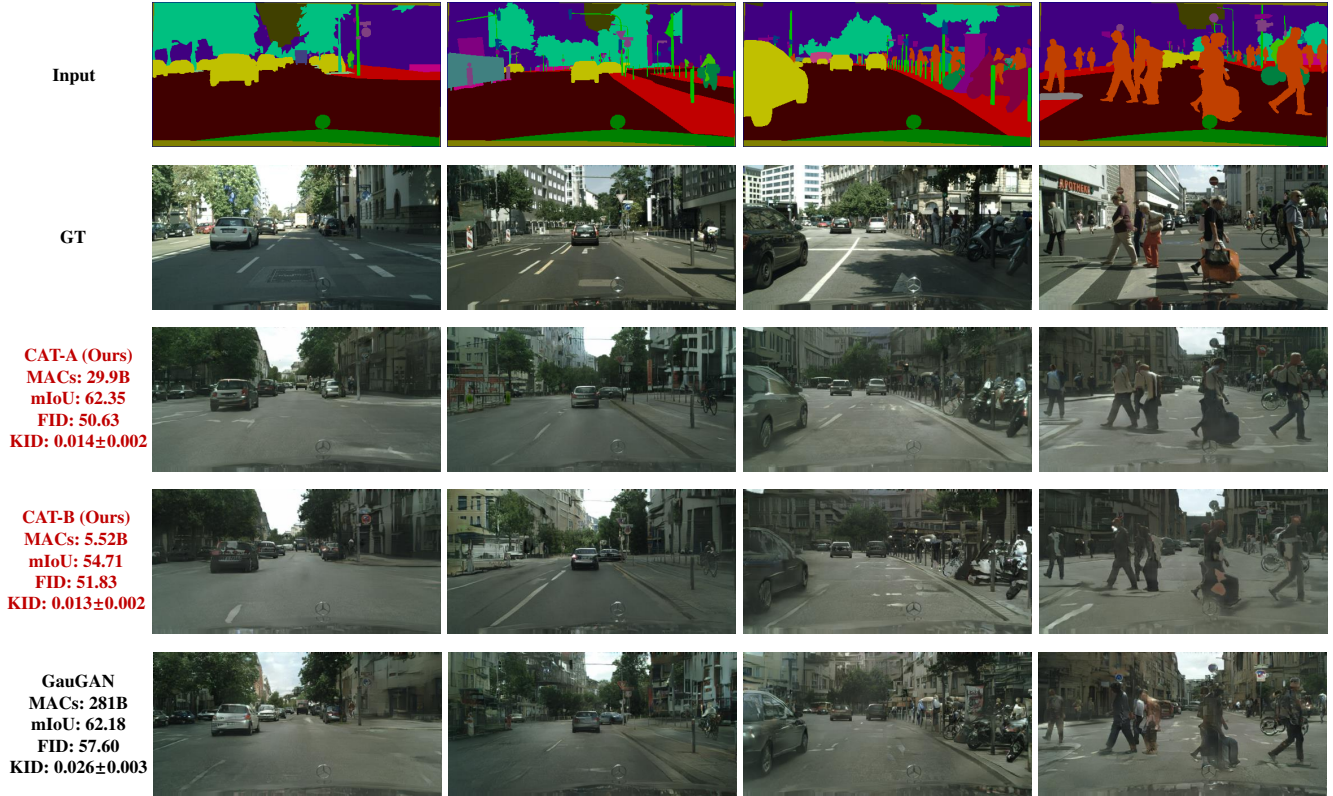 Input
GT
APOTHEKE
CAT-A (Ours)
MACs: 29.9B
mIoU: 62.35
FID: 50.63
KID: 0.014±0.002
CAT-B (Ours)
MACs: 5.52B
mIoU: 54.71
FID: 51.83
KID: 0.013±0.002
GauGAN
MACs: 281B
mIoU: 62.18
FID: 57.60
KID: 0.026±0.003